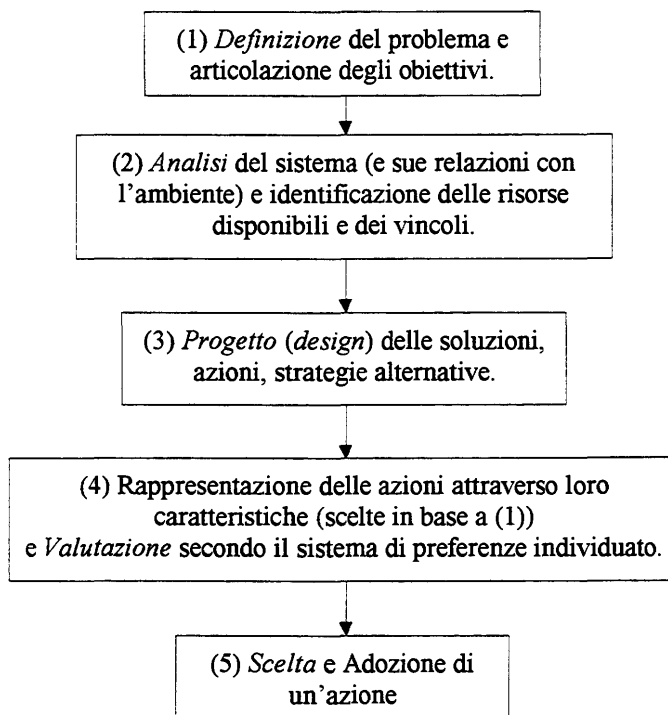 (1) Definizione del problema e
articolazione degli obiettivi.
(2) Analisi del sistema (e sue relazioni con
l'ambiente) e identificazione delle risorse
disponibili e dei vincoli.
(3) Progetto (design) delle soluzioni,
azioni, strategie alternative.
(4) Rappresentazione delle azioni attraverso loro
caratteristiche (scelte in base a (1))
e Valutazione secondo il sistema di preferenze individuato.
(5) Scelta e Adozione di
un'azione